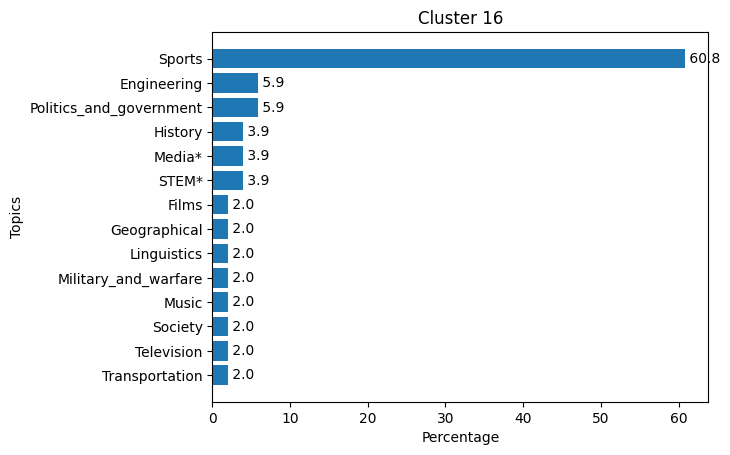 Cluster 16
Sports 60.8
Engineering 5.9
Politics_and_government 5.9
History 3.9
Media* 3.9
STEM* 3.9
Films 2.0
Geographical 2.0
Linguistics 2.0
Military_and_warfare 2.0
Music 2.0
Society 2.0
Television 2.0
Transportation 2.0
Topics
0 10 20 30 40 50 60
Percentage